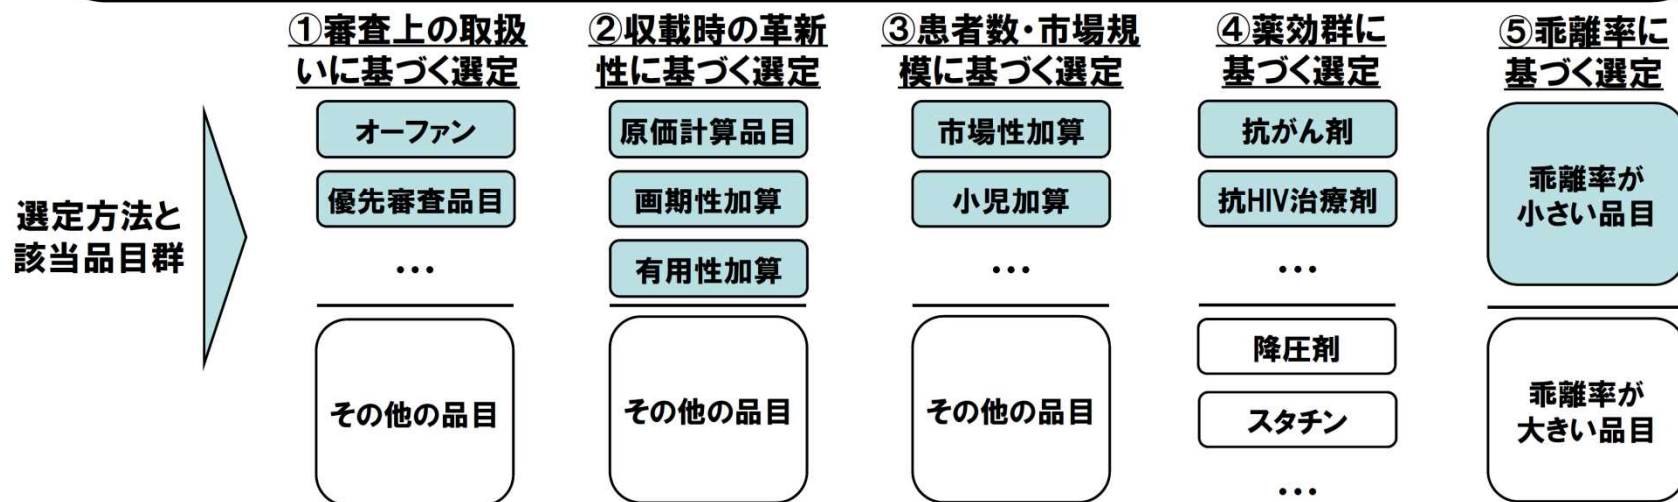 ①審査上の取扱
いに基づく選定
②収載時の革新
性に基づく選定
③患者数・市場規
模に基づく選定
④薬効群に
基づく選定
⑤乖離率に
基づく選定
選定方法と
該当品目群
オーファン
優先審査品目
…
その他の品目
原価計算品目
画期性加算
有用性加算
その他の品目
市場性加算
小児加算
…
その他の品目
抗がん剤
抗HIV治療剤
…
降圧剤
スタチン
…
乖離率が
小さい品目
乖離率が
大きい品目